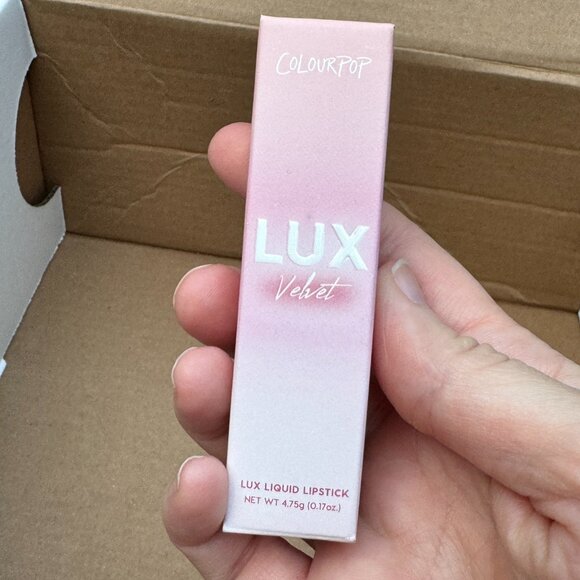 COLOURPOP
LUX
Velvet
LUX LIQUID LIPSTICK
NET WT 4.75g (0.17oz.)